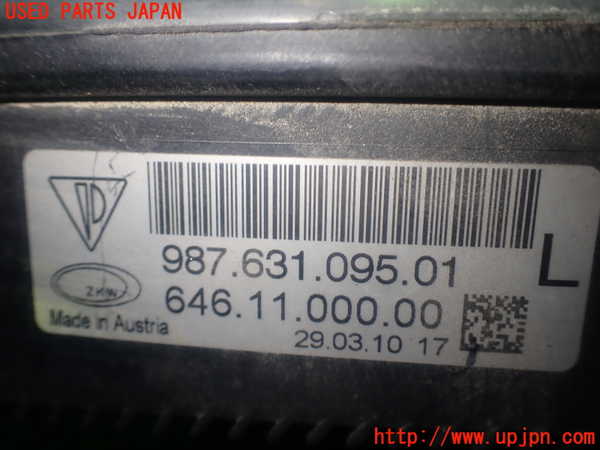 USED PARTS JAPAN
987.631.095.01
L
ZKW
646.11.000.00
Made in Austria
29.03.10 17
http://www.upjpn.com